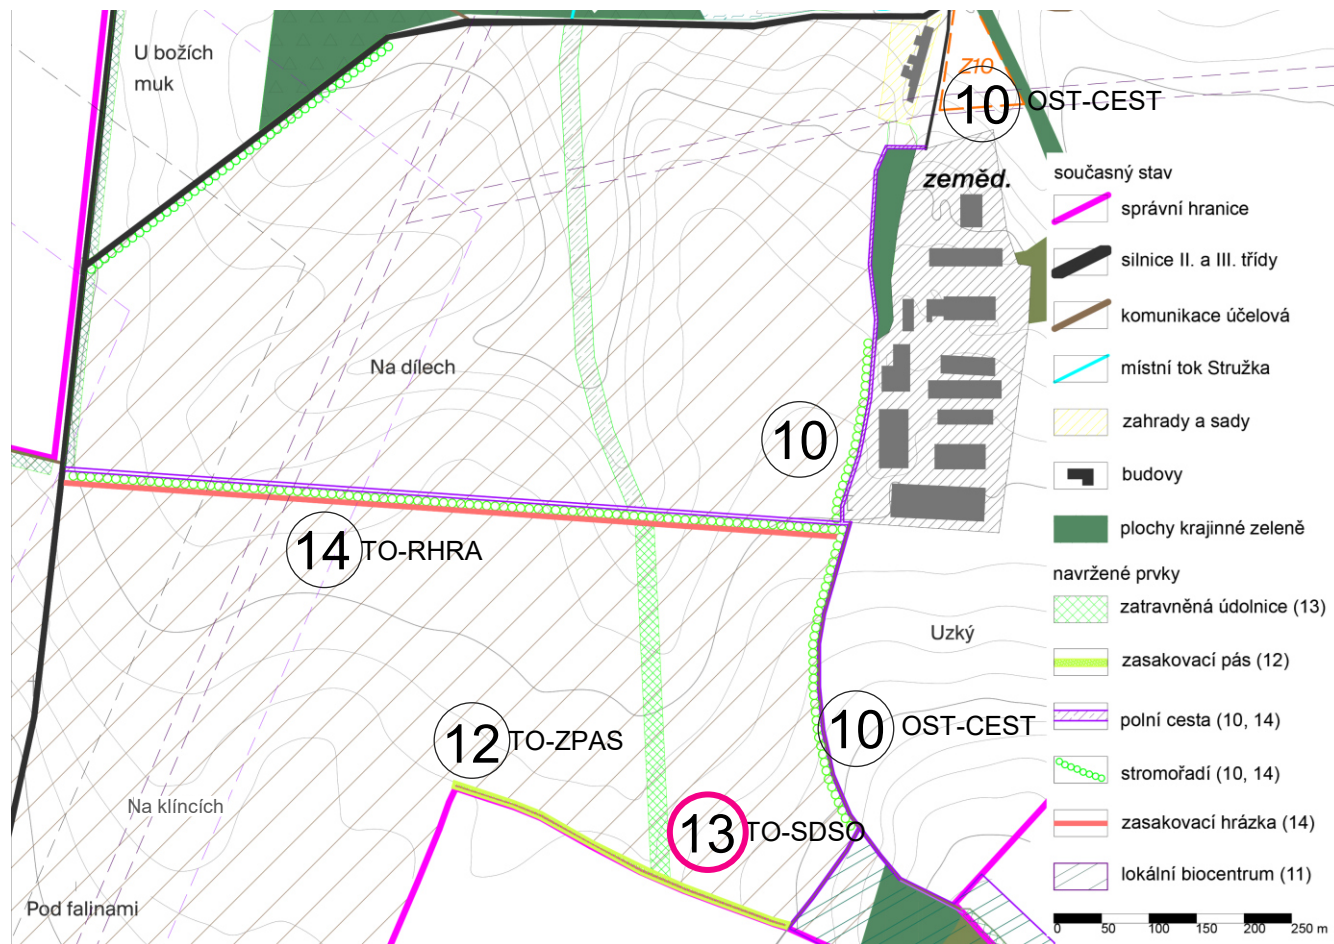 U božích
muk
Z10
10 OST-CEST
zeměd.
Na dílech
10
14 TO-RHRA
Uzký
12 TO-ZPAS
10 OST-CEST
Na klíncích
13 TO-SDSO
Pod falinami
současný stav
správní hranice
silnice II. a III. třídy
komunikace účelová
místní tok Stružka
zahrady a sady
budovy
plochy krajinné zeleně
navržené prvky
zatravněná údolnice (13)
zasakovací pás (12)
polní cesta (10, 14)
stromořadí (10, 14)
zasakovací hrázka (14)
lokální biocentrum (11)
0 50 100 150 200 250 m